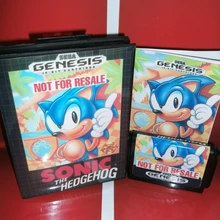 SEGA
GENESIS
16-BIT CARTRIDGE
NOT FOR RESALE
SONIC
THE HEDGEHOG
SEGA
GENESIS
NOT FOR RESALE
NOT FOR RESALE
GENESIS